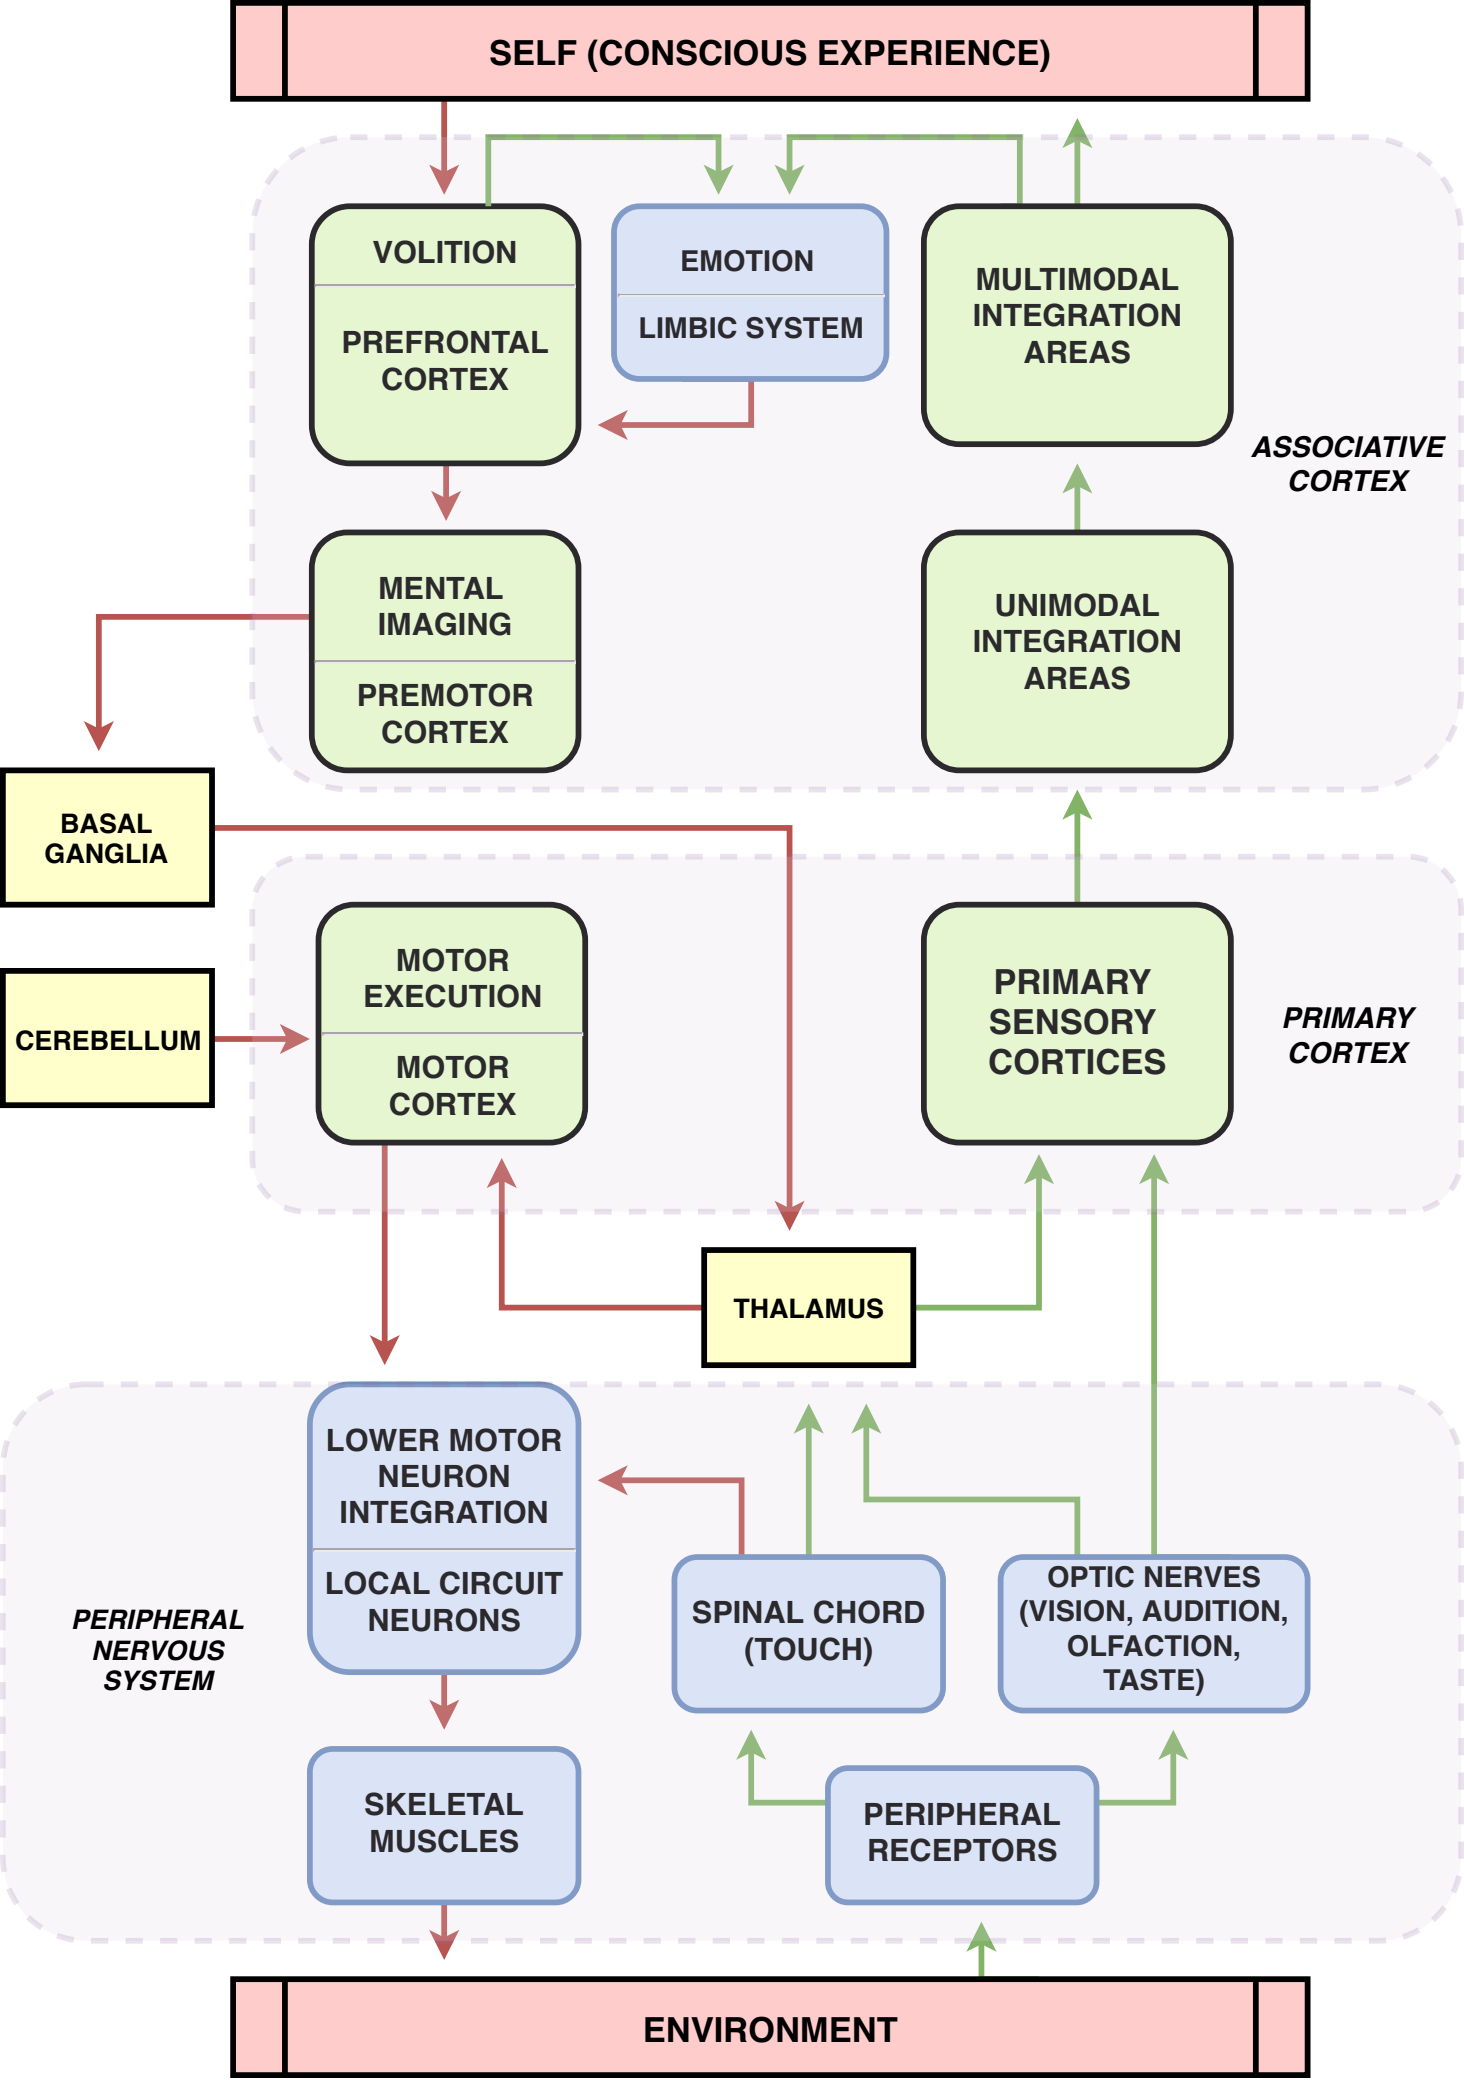 SELF (CONSCIOUS EXPERIENCE)
VOLITION
PREFRONTAL
CORTEX
EMOTION
LIMBIC SYSTEM
MULTIMODAL
INTEGRATION
AREAS
ASSOCIATIVE
CORTEX
MENTAL
IMAGING
PREMOTOR
CORTEX
UNIMODAL
INTEGRATION
AREAS
BASAL
GANGLIA
CEREBELLUM
MOTOR
EXECUTION
MOTOR
CORTEX
PRIMARY
SENSORY
CORTICES
PRIMARY
CORTEX
THALAMUS
LOWER MOTOR
NEURON
INTEGRATION
LOCAL CIRCUIT
NEURONS
SPINAL CHORD
(TOUCH)
OPTIC NERVES
(VISION, AUDITION,
OLFACTION,
TASTE)
PERIPHERAL
NERVOUS
SYSTEM
SKELETAL
MUSCLES
PERIPHERAL
RECEPTORS
ENVIRONMENT